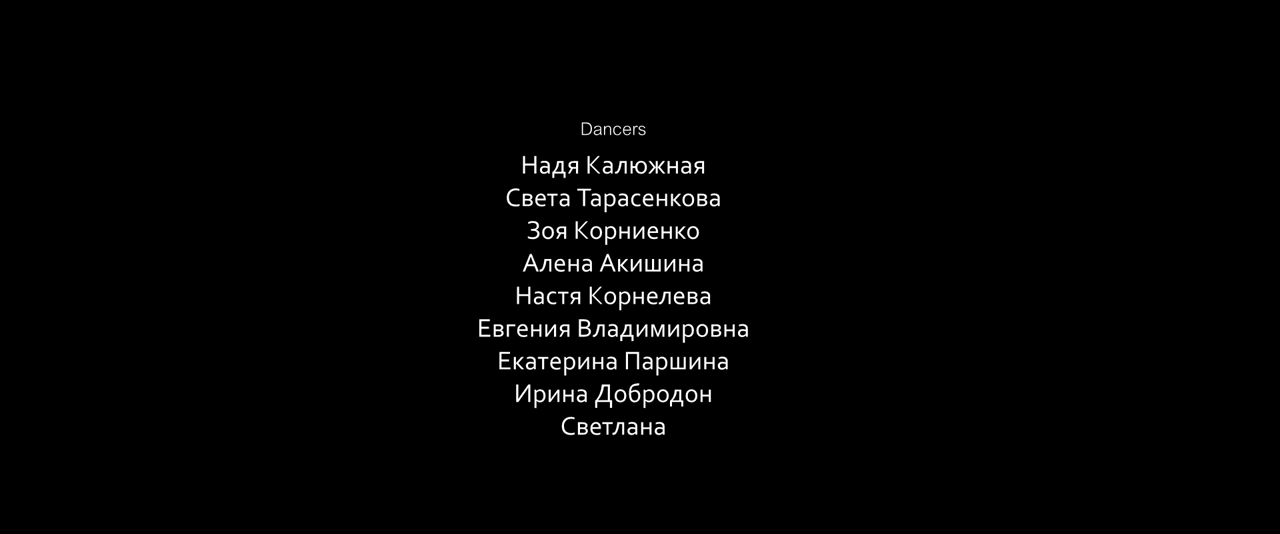 Dancers
Надя Калюжная
Света Тарасенкова
Зоя Корниенко
Алена Акишина
Настя Корнелева
Евгения Владимировна
Екатерина Паршина
Ирина Добродон
Светлана